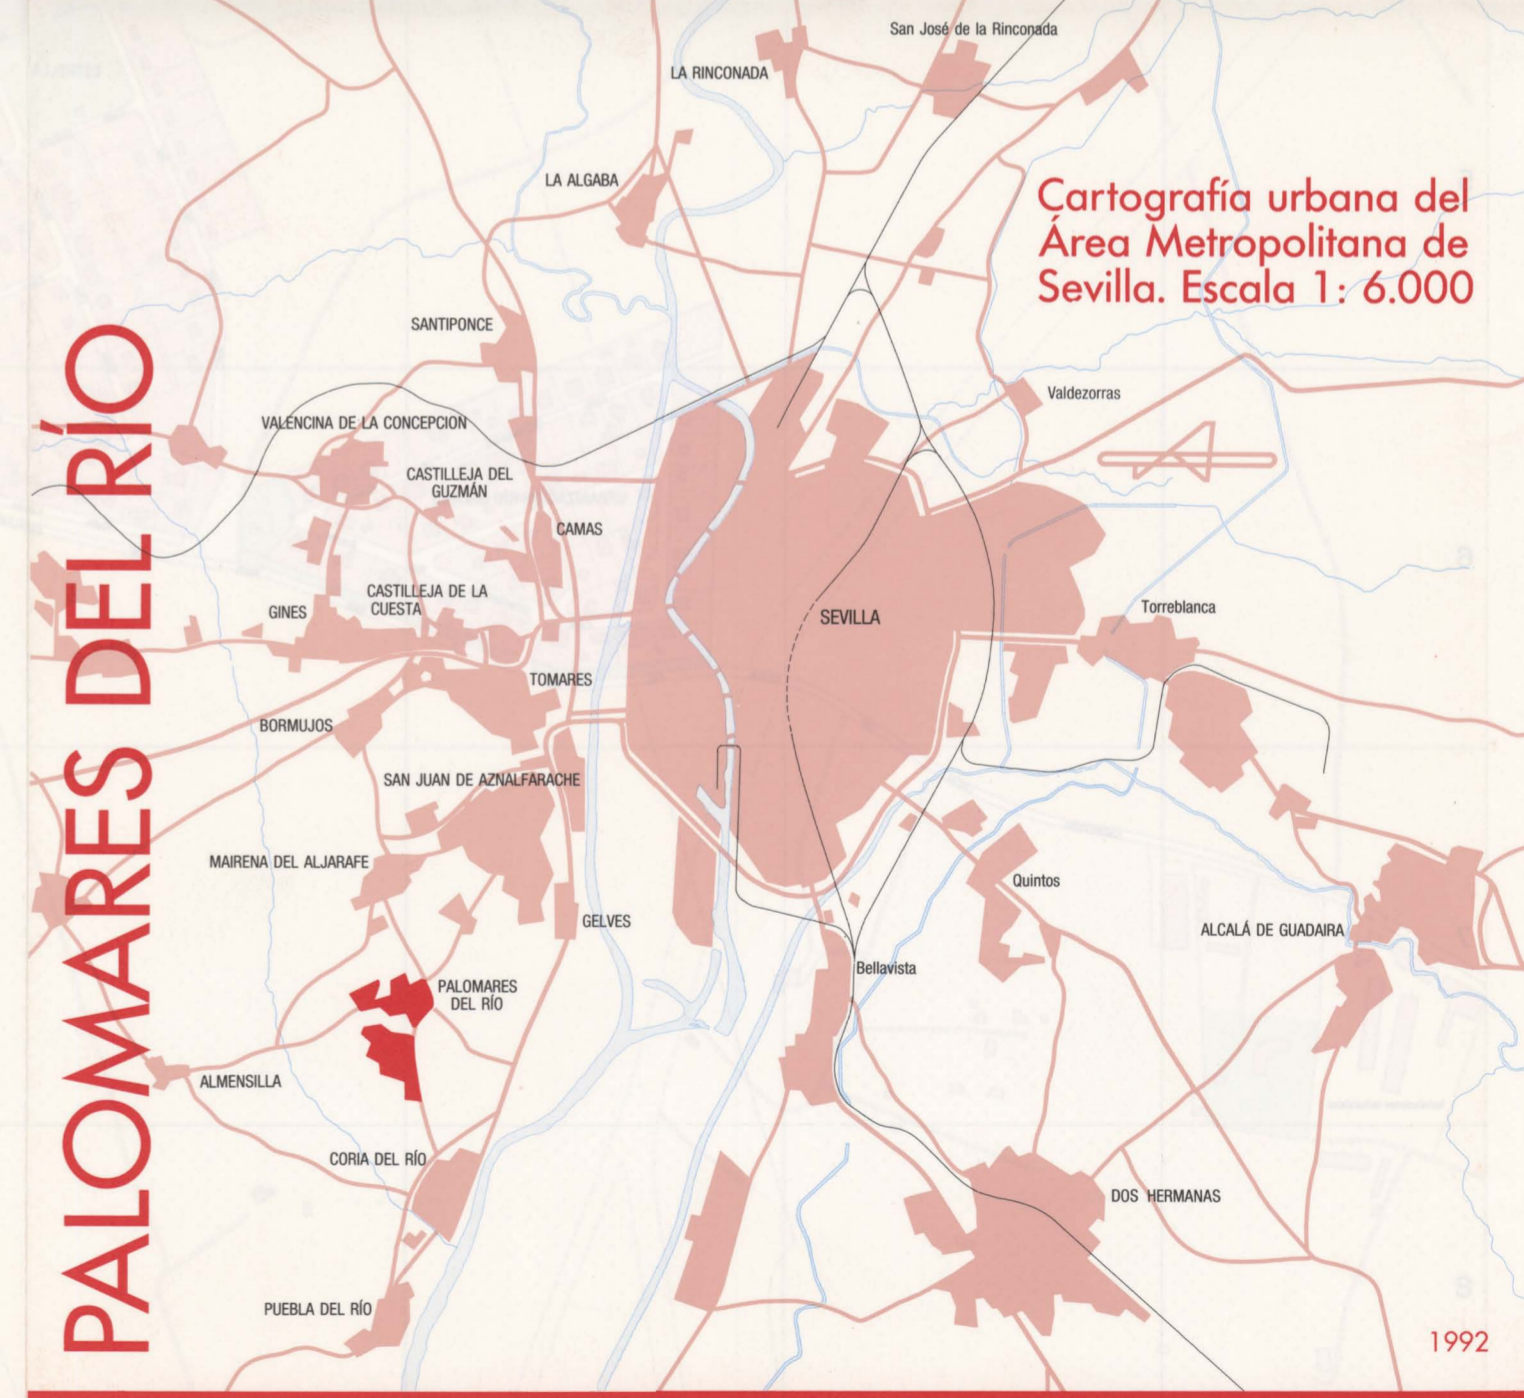 San José de la Rinconada
LA RINCONADA
LA ALGABA
Cartografía urbana del
Área Metropolitana de
Sevilla. Escala 1: 6.000
SANTIPONCE
Valdezorras
VALENCINA DE LA CONCEPCION
CASTILLEJA DEL
GUZMÁN
CAMAS
CASTILLEJA DE LA
CUESTA
GINES
SEVILLA
Torreblanca
TOMARES
BORMUJOS
SAN JUAN DE AZNALFARACHE
MAIRENA DEL ALJARAFE
Quintos
GELVES
ALCALÁ DE GUADAIRA
Bellavista
PALOMARES
DEL RÍO
ALMENSILLA
CORIA DEL RÍO
DOS HERMANAS
PUEBLA DEL RÍO
PALOMARES DEL RÍO
1992